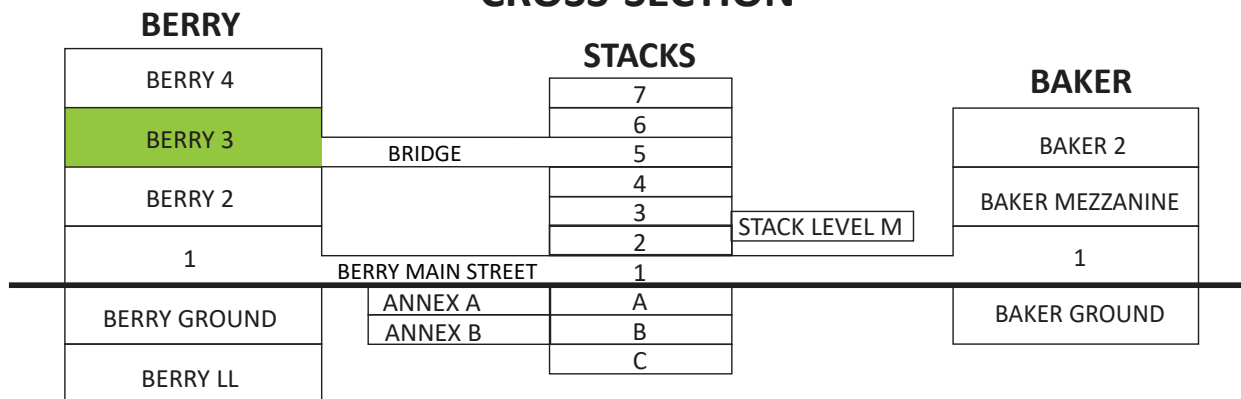 CROSS-SECTION
BERRY
BERRY 4
BERRY 3
BERRY 2
1
BERRY GROUND
BERRY LL
BRIDGE
BERRY MAIN STREET
ANNEX A
ANNEX B
STACKS
7
6
5
4
3
2
1
A
B
C
STACK LEVEL M
BAKER
BAKER 2
BAKER MEZZANINE
1
BAKER GROUND